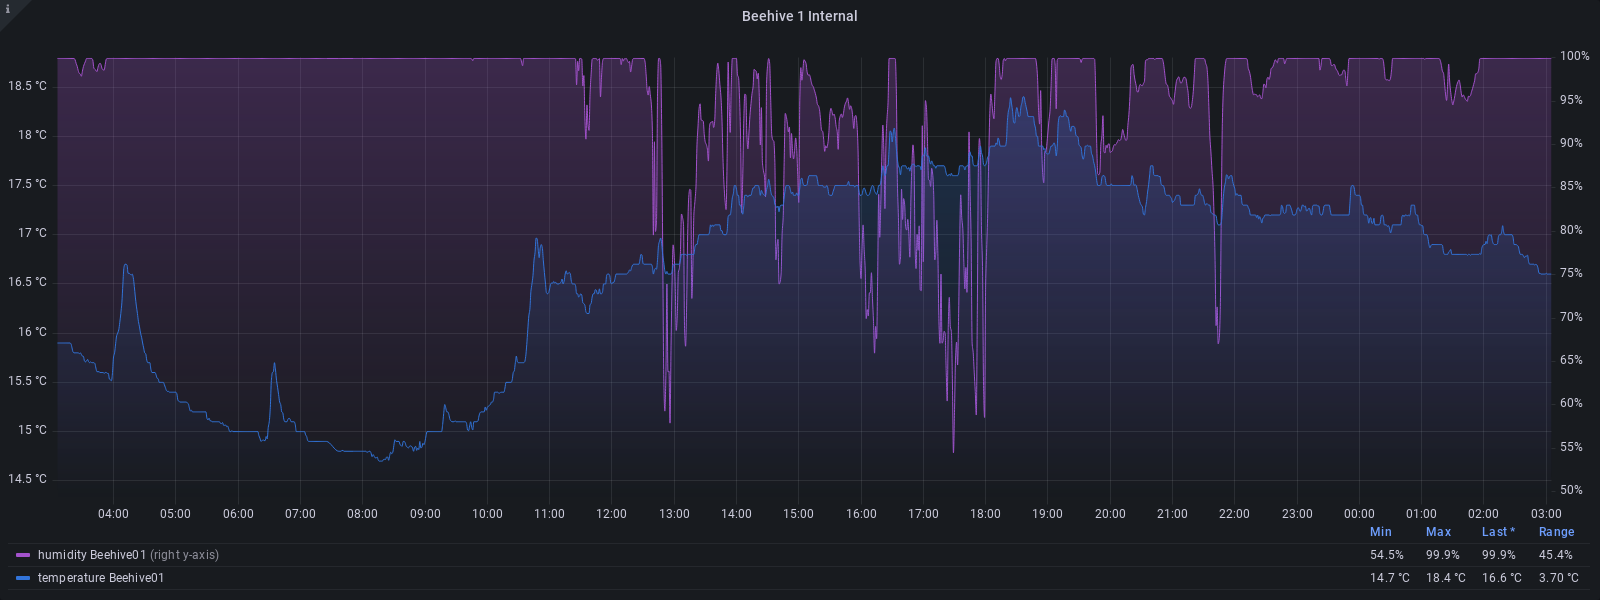 i
Beehive 1 Internal
18.5 °C
18 °C
17.5 °C
17 °C
16.5 °C
16 °C
15.5 °C
15 °C
14.5 °C
100%
95%
90%
85%
80%
75%
70%
65%
60%
55%
50%
04:00 05:00 06:00 07:00 08:00 09:00 10:00 11:00 12:00 13:00 14:00 15:00 16:00 17:00 18:00 19:00 20:00 21:00 22:00 23:00 00:00 01:00 02:00 03:00
Min Max Last * Range
humidity Beehive01 (right y-axis) 54.5% 99.9% 99.9% 45.4%
temperature Beehive01 14.7 °C 18.4 °C 16.6 °C 3.70 °C